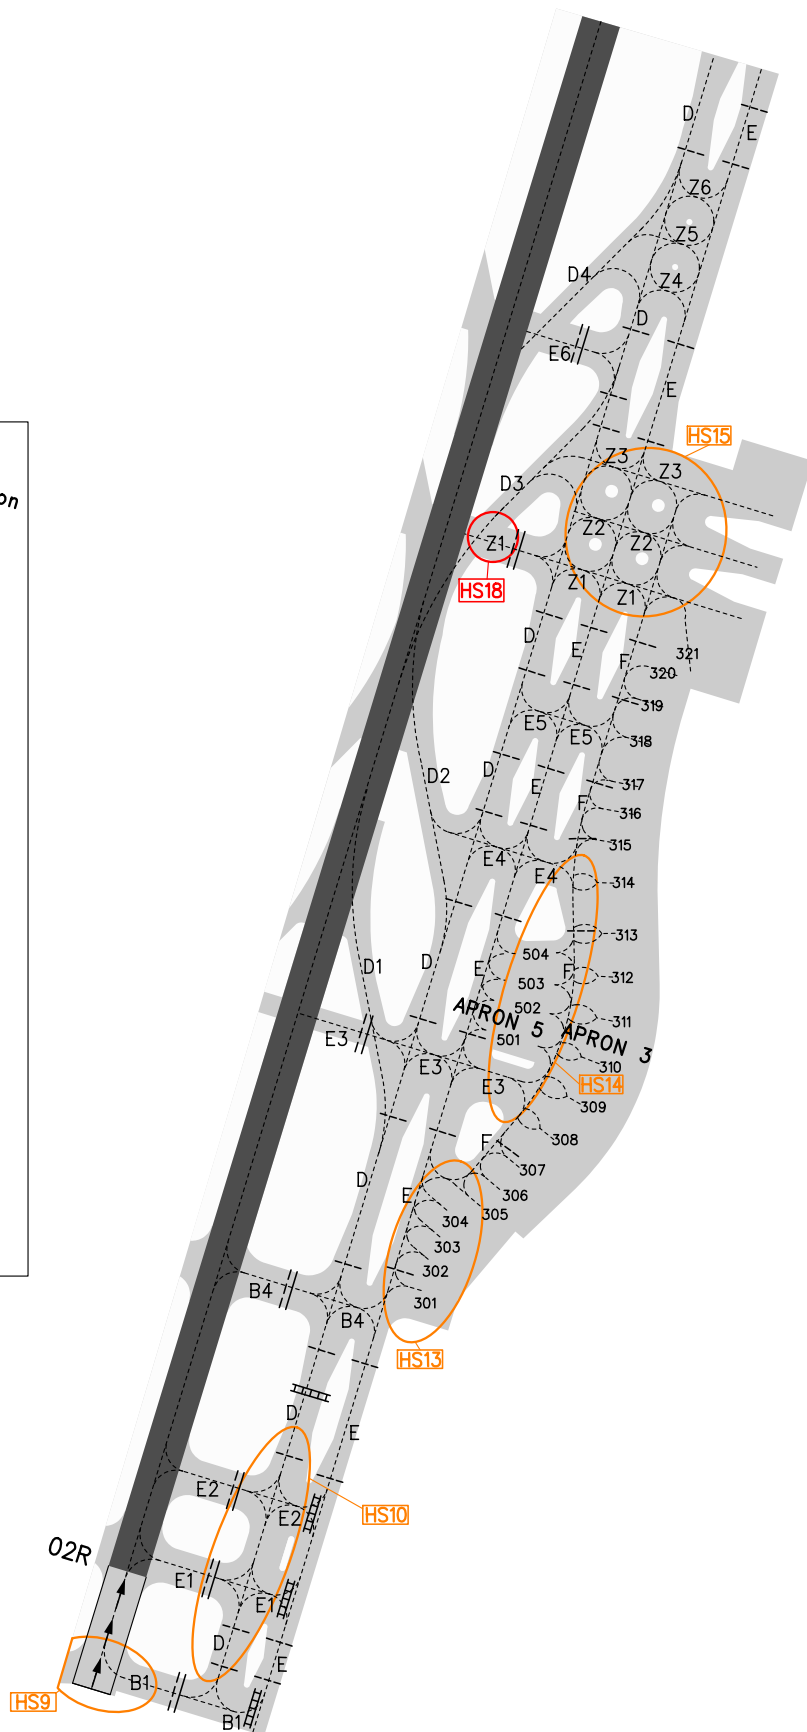 D
E
Z6
Z5
D4
Z4
D
E6
E
HS15
on
Z3
Z3
D3
Z2
Z1
Z2
HS18
Z1
Z1
D
E
F
321
320
319
E5
E5
318
D
D2
E
317
F
316
315
E4
E4
314
313
D
504
D1
E
F
312
503
502
311
APRON 5
APRON 3
E3
501
E3
310
E3
HS14
309
308
F
307
D
306
E
305
304
303
302
B4
301
B4
HS13
D
E
E2
HS10
E2
02R
E1
E1
D
E
B1
HS9
B1